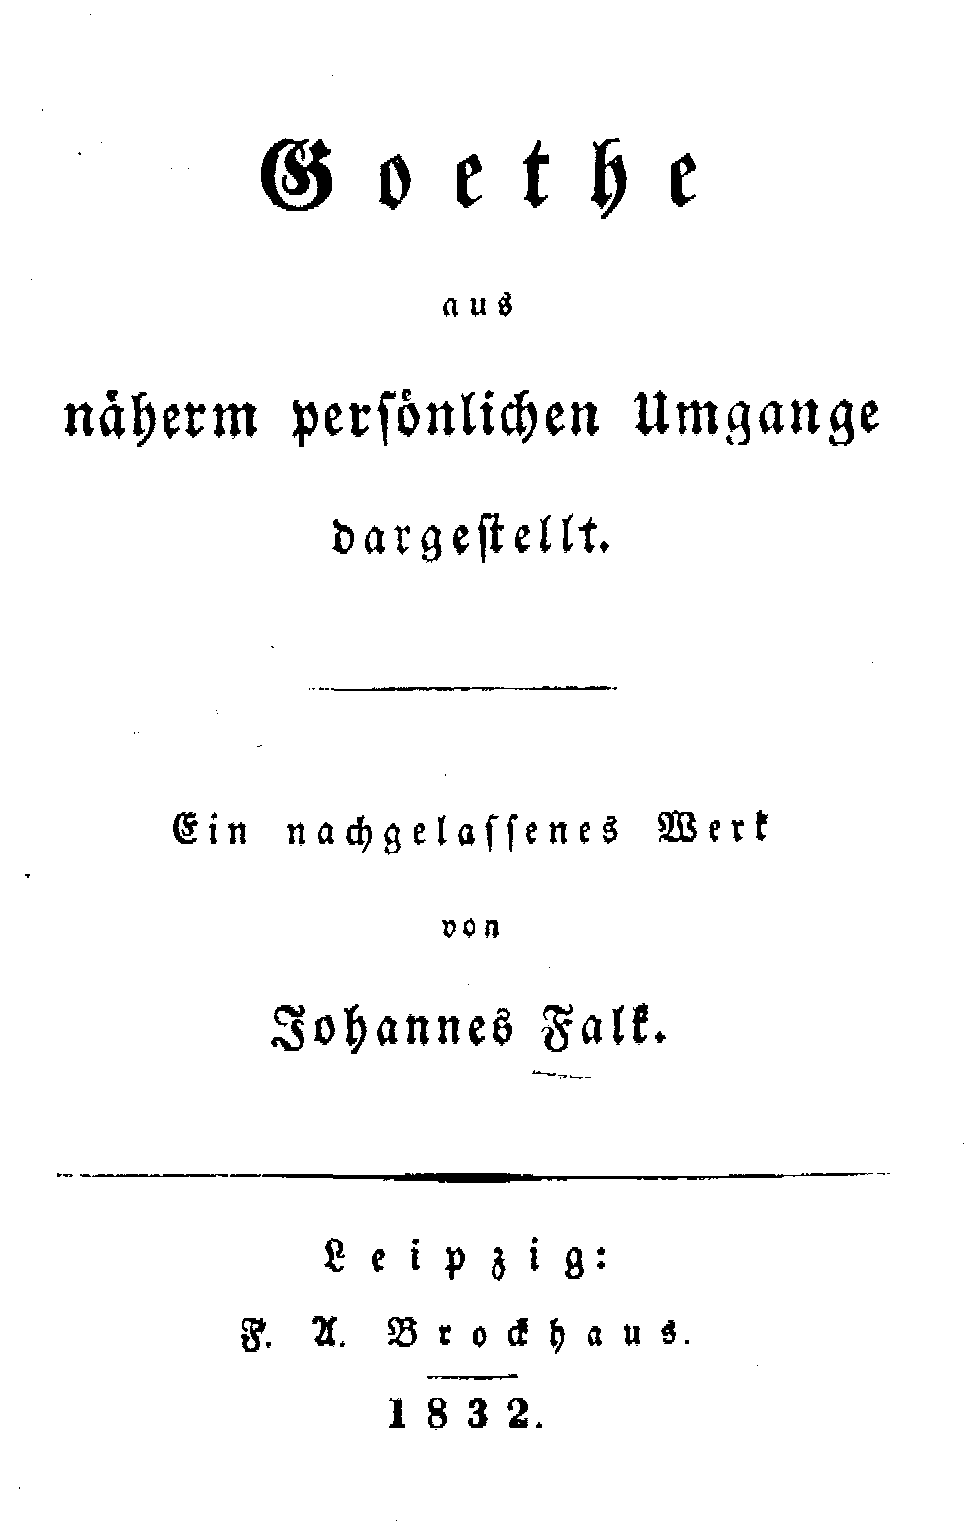 Goethe
aus
näherm persönlichen Umgange
dargestellt.
Ein nachgelassenes Werk
von
Johannes Falk.
Leipzig:
F. A. Brockhaus.
1832.